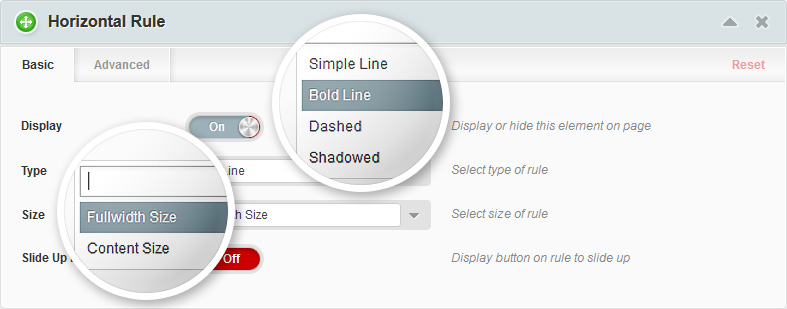 Horizontal Rule
Basic
Advanced
Reset
Simple Line
Bold Line
Dashed
Shadowed
Display
On
Display or hide this element on page
Type
ine
Select type of rule
Fullwidth Size
Content Size
Size
h Size
Select size of rule
Slide Up
Off
Display button on rule to slide up